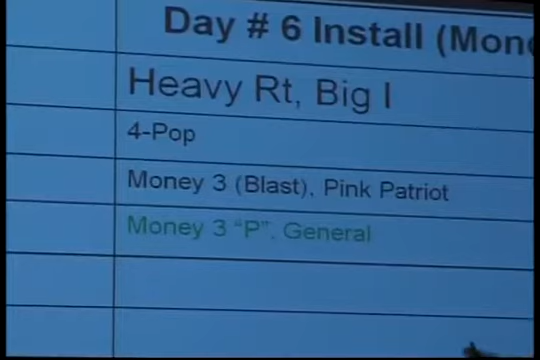 Day # 6 Install (Mon
Heavy Rt, Big I
4-Pop
Money 3 (Blast), Pink Patriot
Money 3 "P", General